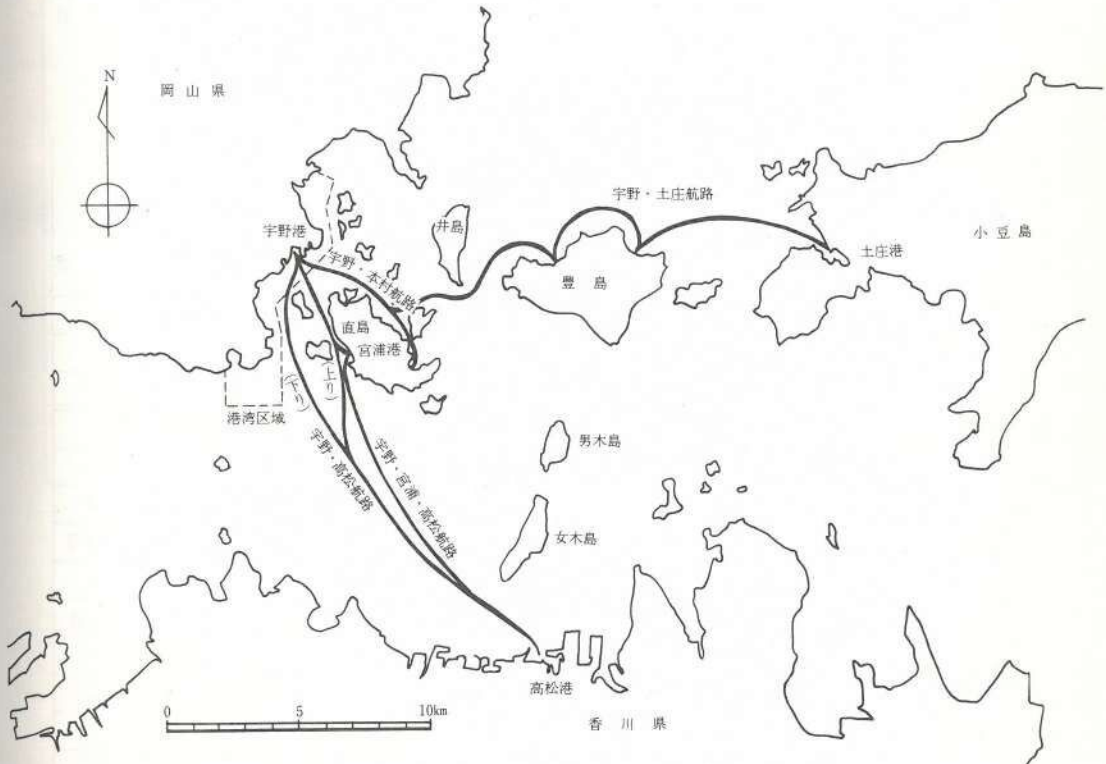 N
岡山県
宇野・土庄航路
宇野港
井島
小豆島
土庄港
宇野・本村航路
豊島
直島
宮浦港
(上り)
(下り)
港湾区域
宇野・高松航路
宇野・宮浦・高松航路
男木島
女木島
高松港
0 5 10km
香川県